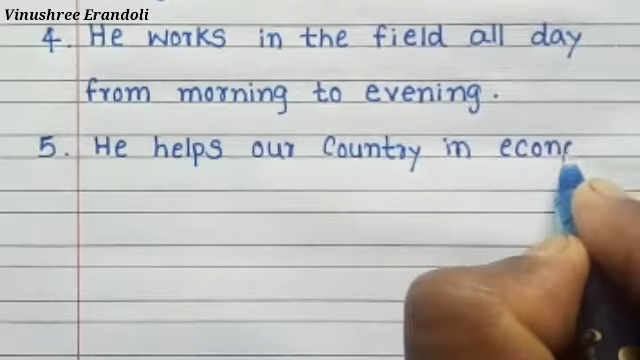 Vinushree Erandoli
4. He works in the field all day
from morning to evening.
5. He helps our Country in econ